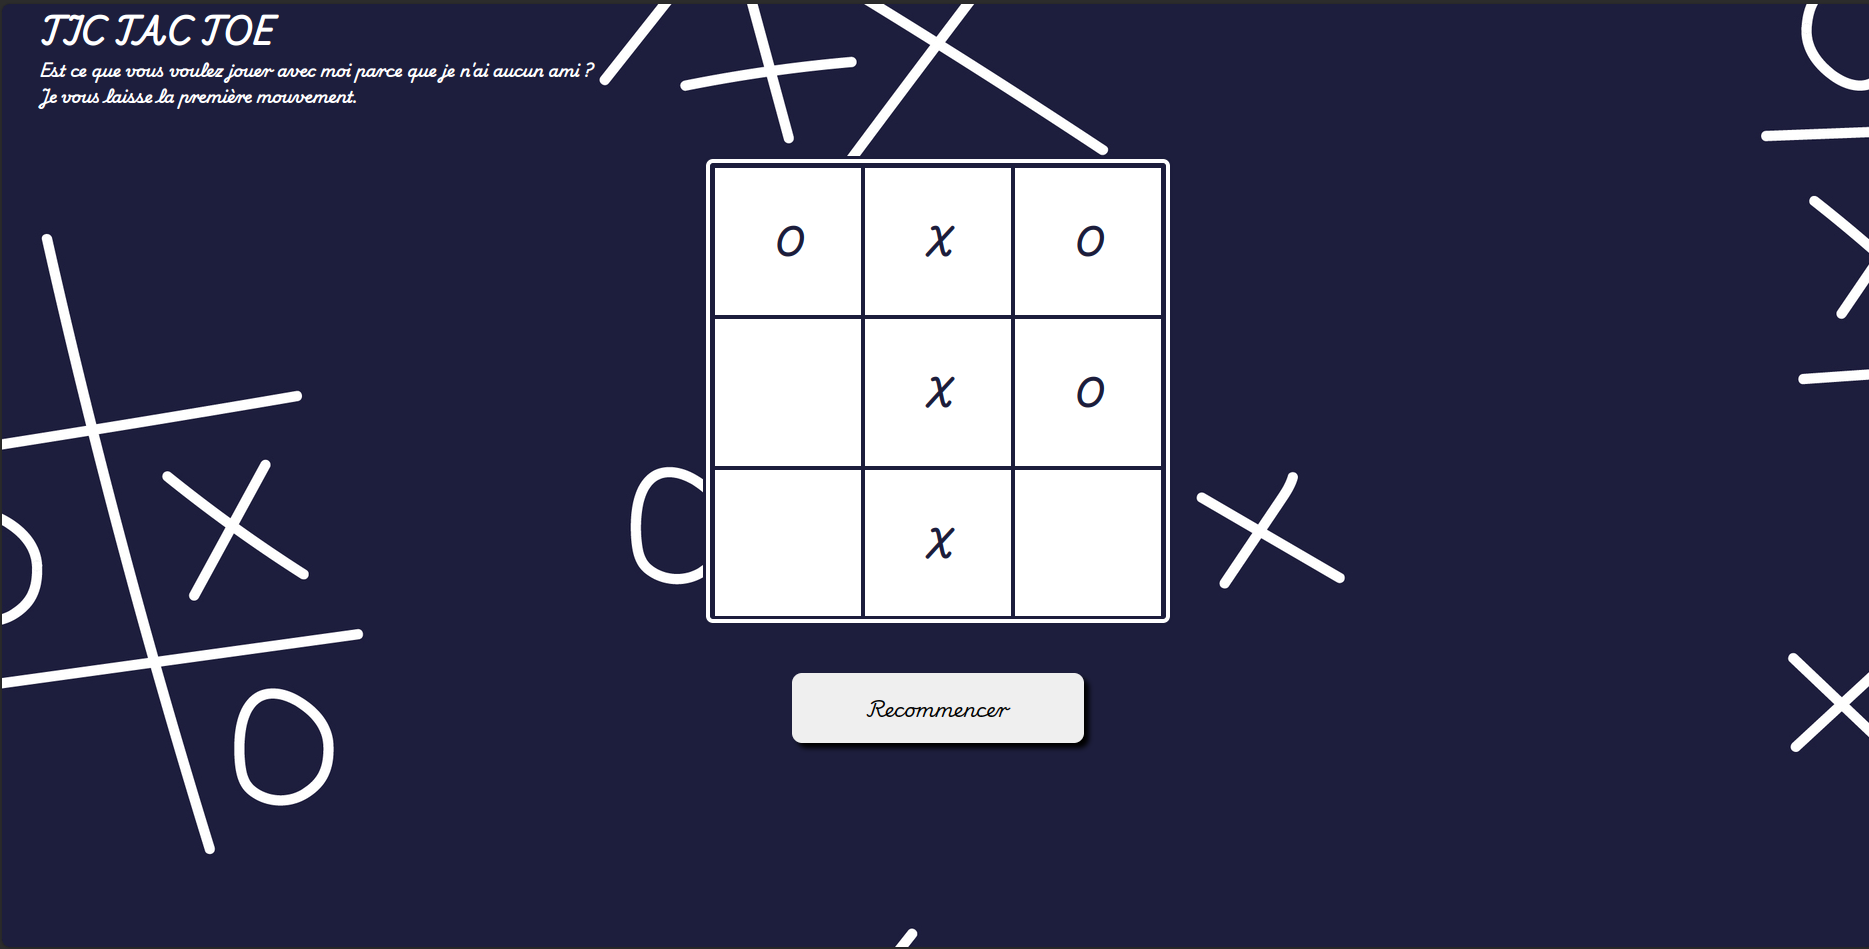 TIC TAC TOE
Est ce que vous voulez jouer avec moi parce que je n'ai aucun ami ?
Je vous laisse la première mouvement.
O X O
X O
X
Recommencer